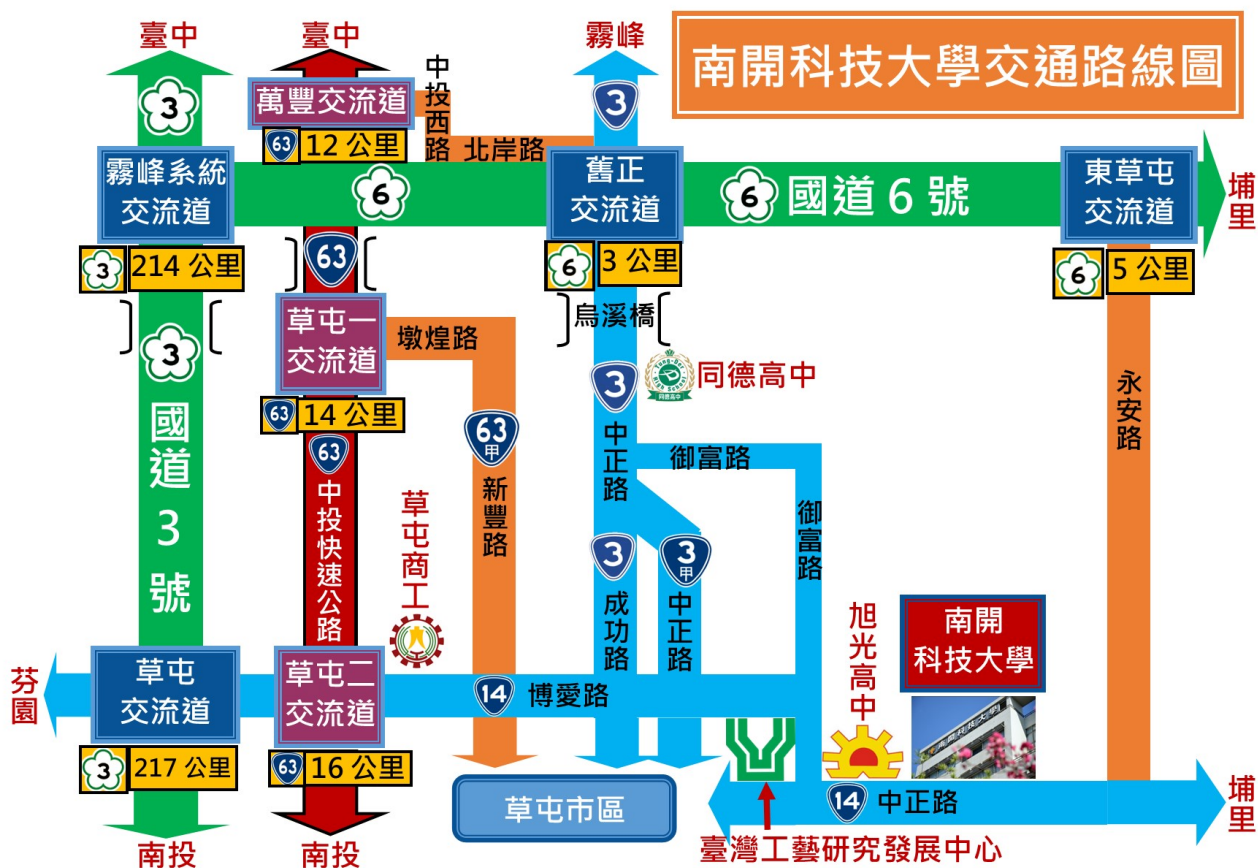 南開科技大學交通路線圖
臺中
臺中
霧峰
3
萬豐交流道
中投西路
3
63
12 公里
北岸路
霧峰系統
交流道
6
舊正
交流道
6
國道 6 號
東草屯
交流道
埔里
3
214 公里
63
6
3 公里
6
5 公里
烏溪橋
3
草屯一
交流道
墩煌路
3
同德高中
同德高中
63
14 公里
63
國道3號
中投快速公路
63甲
新豐路
中正路
御富路
御富路
永安路
草屯商工
3
成功路
3甲
中正路
旭光高中
南開
科技大學
芬園
草屯
交流道
草屯二
交流道
14
博愛路
3
217 公里
63
16 公里
草屯市區
14
中正路
埔里
南投
南投
臺灣工藝研究發展中心